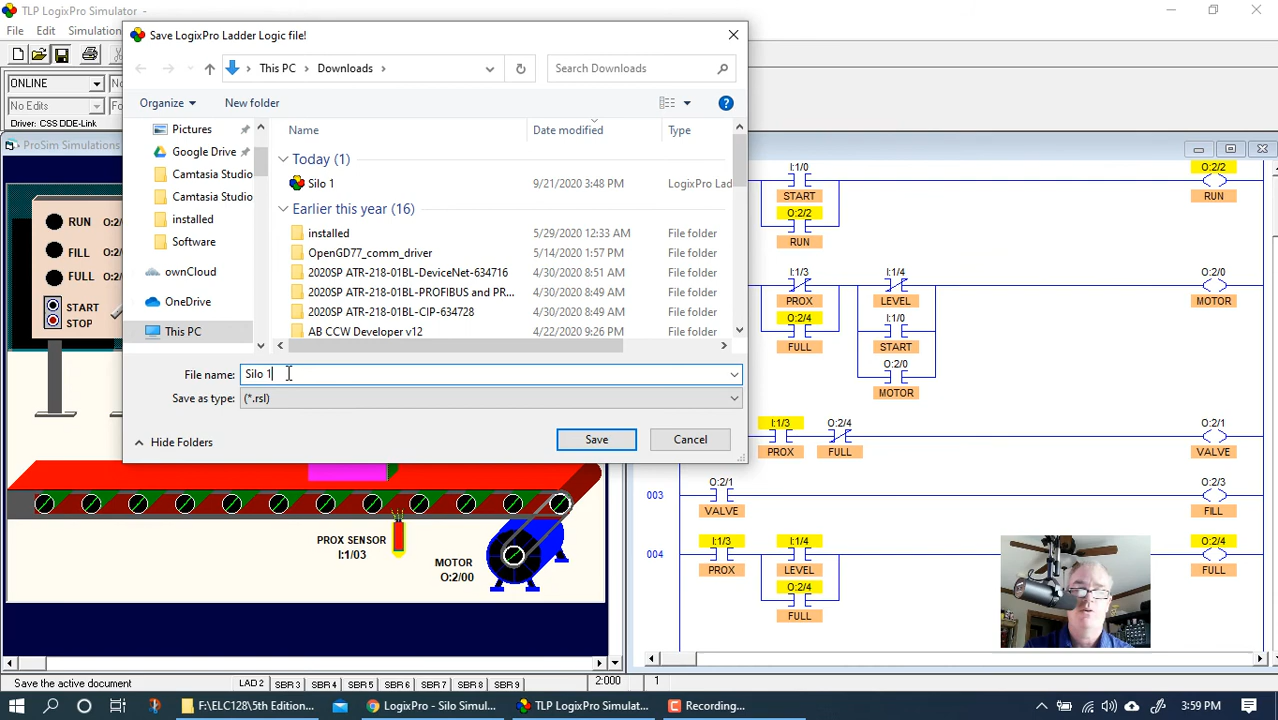 TLP LogixPro Simulator
File Edit Simulation
Save LogixPro Ladder Logic file!
This PC > Downloads >
Search Downloads
Organize
New folder
ONLINE
No Edits
Driver: CSS DDE-Link
ProSim Simulations
Pictures
Google Drive
Camtasia Studio
Camtasia Studio
installed
Software
ownCloud
OneDrive
This PC
Name
Date modified
Type
Today (1)
Silo 1 9/21/2020 3:48 PM LogixPro Lad
Earlier this year (16)
installed 5/29/2020 12:33 AM File folder
OpenGD77_comm_driver 5/14/2020 1:57 PM File folder
2020SP ATR-218-01BL-DeviceNet-634716 4/30/2020 8:51 AM File folder
2020SP ATR-218-01BL-PROFIBUS and PR... 4/30/2020 8:49 AM File folder
2020SP ATR-218-01BL-CIP-634728 4/30/2020 8:49 AM File folder
AB CCW Developer v12 4/22/2020 9:26 PM File folder
File name: Silo 1
Save as type: (*.rsl)
Hide Folders
Save
Cancel
RUN O:2/
FILL O:2/
FULL O:2/
START
STOP
PROX SENSOR
I:1/03
MOTOR
O:2/00
I:1/0
START
O:2/2
RUN
O:2/2
RUN
I:1/3
PROX
I:1/4
LEVEL
O:2/0
MOTOR
O:2/4
FULL
I:1/0
START
O:2/0
MOTOR
I:1/3
PROX
O:2/4
FULL
O:2/1
VALVE
003
O:2/1
VALVE
O:2/3
FILL
004
I:1/3
PROX
I:1/4
LEVEL
O:2/4
FULL
O:2/4
FULL
Save the active document
LAD 2 SBR 3 SBR 4 SBR 5 SBR 6 SBR 7 SBR 8 SBR 9
2:000 1
F:\ELC128\5th Edition...
LogixPro - Silo Simul...
TLP LogixPro Simulat...
Recording...
3:59 PM